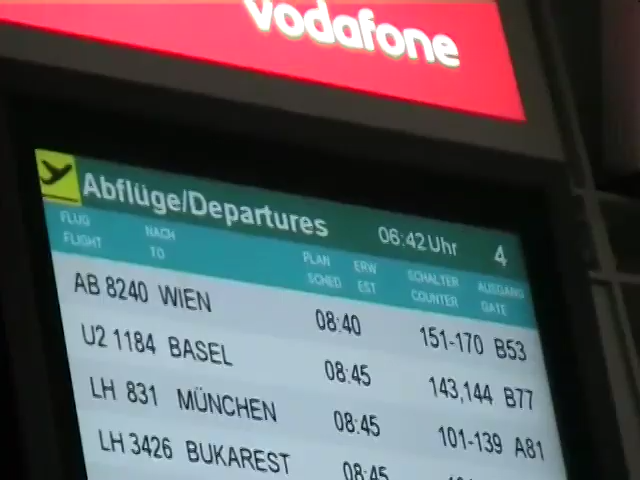 vodafone
Abflüge/Departures 06:42 Uhr 4
FLUG NACH PLAN ERW SCHALTER AUSGANG
FLIGHT TO SCHED EST COUNTER GATE
AB 8240 WIEN 08:40 151-170 B53
U2 1184 BASEL 08:45 143,144 B77
LH 831 MÜNCHEN 08:45 101-139 A81
LH 3426 BUKAREST 08:45